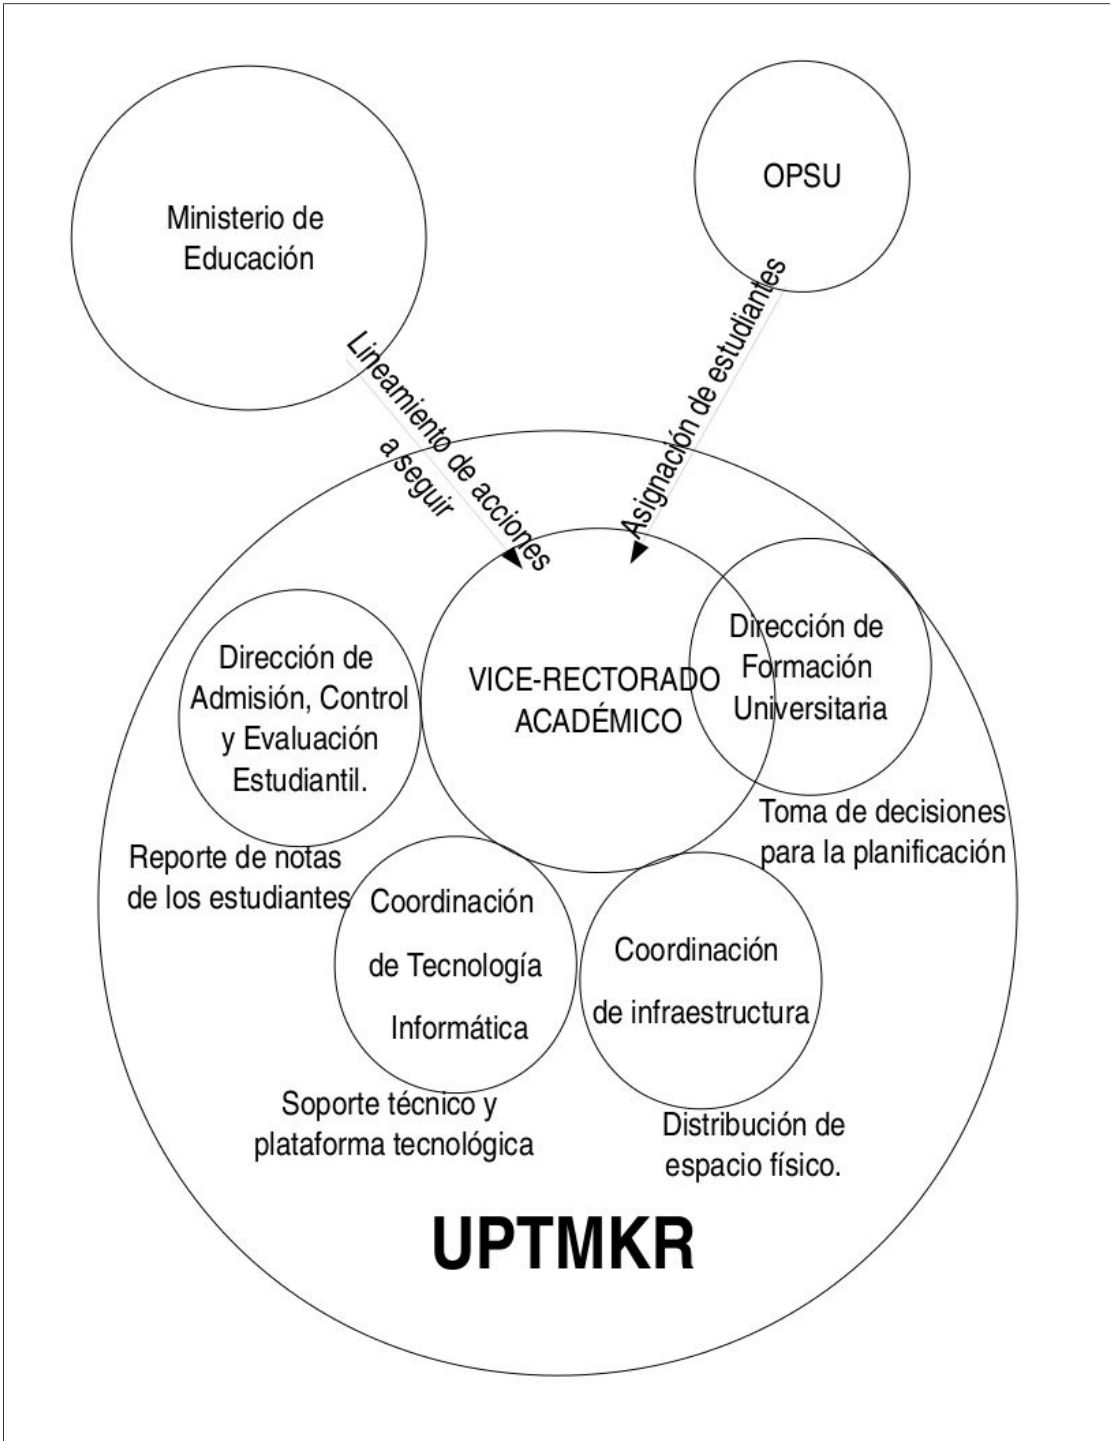 Ministerio de
Educación
OPSU
Lineamiento de acciones
a seguir
Asignación de estudiantes
Dirección de
Admisión, Control
y Evaluación
Estudiantil.
VICE-RECTORADO
ACADÉMICO
Dirección de
Formación
Universitaria
Reporte de notas
de los estudiantes
Toma de decisiones
para la planificación
Coordinación
de Tecnología
Informática
Coordinación
de infraestructura
Soporte técnico y
plataforma tecnológica
Distribución de
espacio físico.
UPTMKR